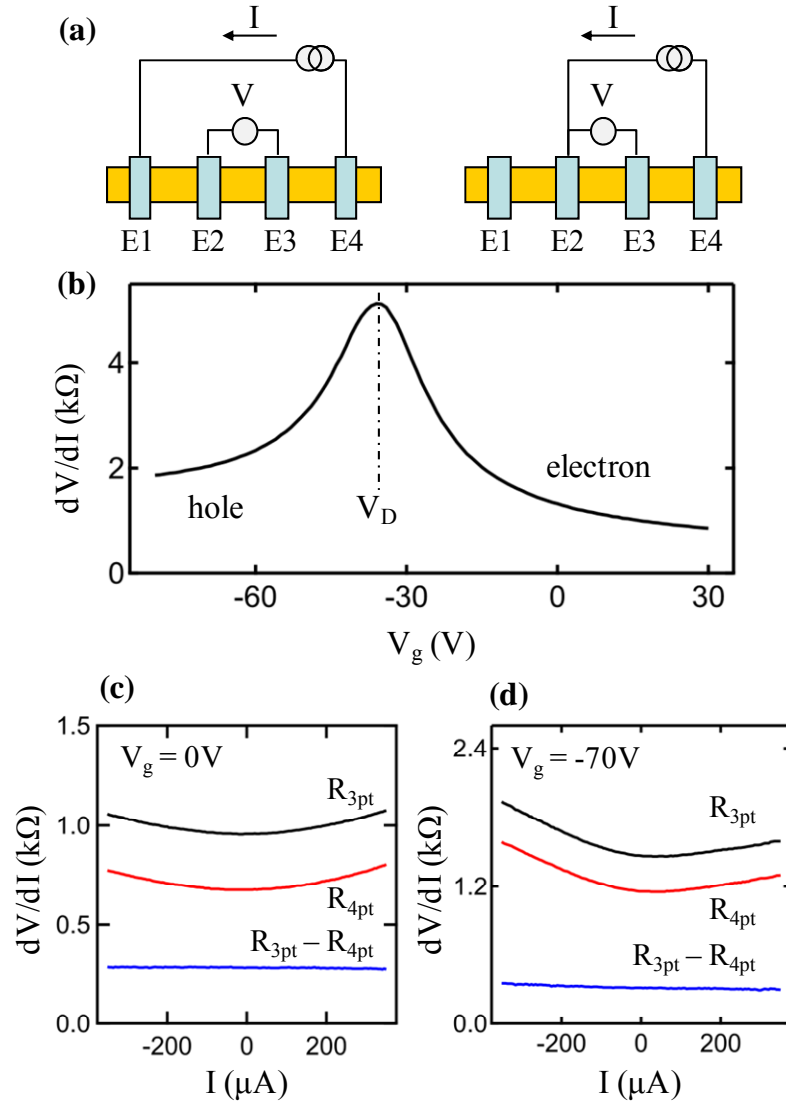 (a)
I
I
V
V
E1 E2 E3 E4
E1 E2 E3 E4
(b)
dV/dI (kΩ)
4
2
0
hole
V_D
electron
-60 -30 0 30
V_g (V)
(c)
dV/dI (kΩ)
1.5
1.0
0.5
0.0
V_g = 0V
R_3pt
R_4pt
R_3pt – R_4pt
-200 0 200
I (μA)
(d)
dV/dI (kΩ)
2.4
1.2
0.0
V_g = -70V
R_3pt
R_4pt
R_3pt – R_4pt
-200 0 200
I (μA)